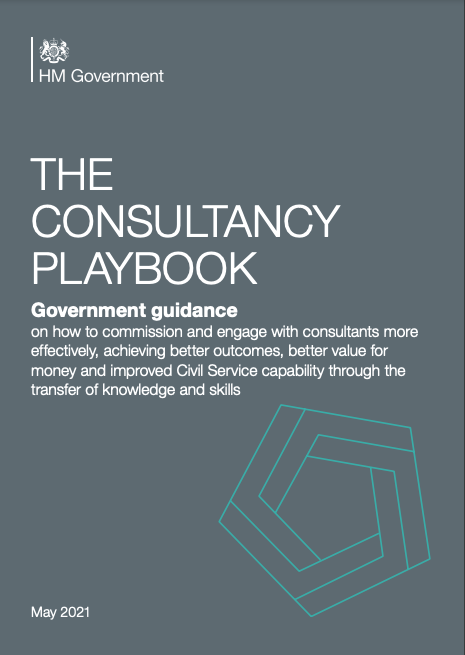 HM Government
THE
CONSULTANCY
PLAYBOOK
Government guidance
on how to commission and engage with consultants more
effectively, achieving better outcomes, better value for
money and improved Civil Service capability through the
transfer of knowledge and skills
May 2021